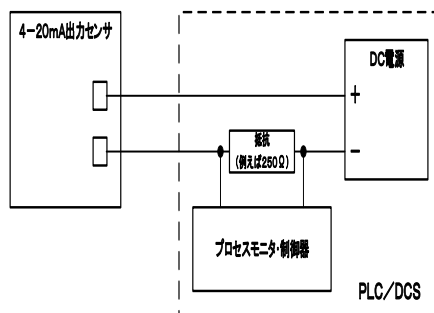 4−20mA出力センサ
DC電源
+
−
抵抗
(例えば250Ω)
プロセスモニタ・制御器
PLC/DCS